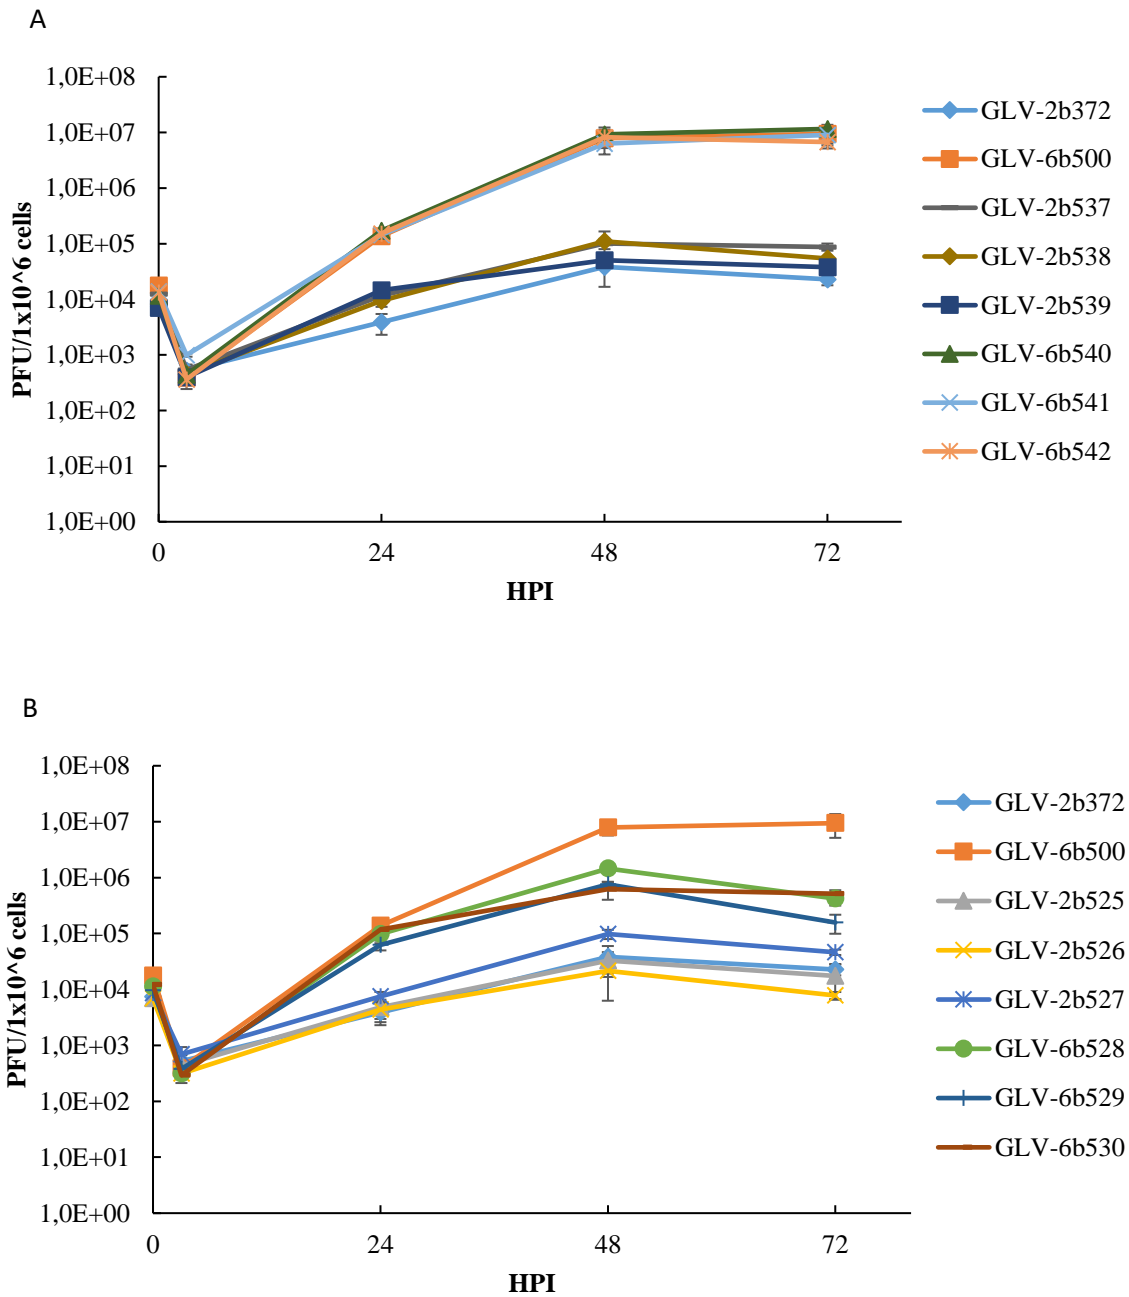 A
1,0E+08
1,0E+07
1,0E+06
1,0E+05
1,0E+04
1,0E+03
1,0E+02
1,0E+01
1,0E+00
PFU/1x10^6 cells
0 24 48 72
HPI
GLV-2b372
GLV-6b500
GLV-2b537
GLV-2b538
GLV-2b539
GLV-6b540
GLV-6b541
GLV-6b542
B
1,0E+08
1,0E+07
1,0E+06
1,0E+05
1,0E+04
1,0E+03
1,0E+02
1,0E+01
1,0E+00
PFU/1x10^6 cells
0 24 48 72
HPI
GLV-2b372
GLV-6b500
GLV-2b525
GLV-2b526
GLV-2b527
GLV-6b528
GLV-6b529
GLV-6b530